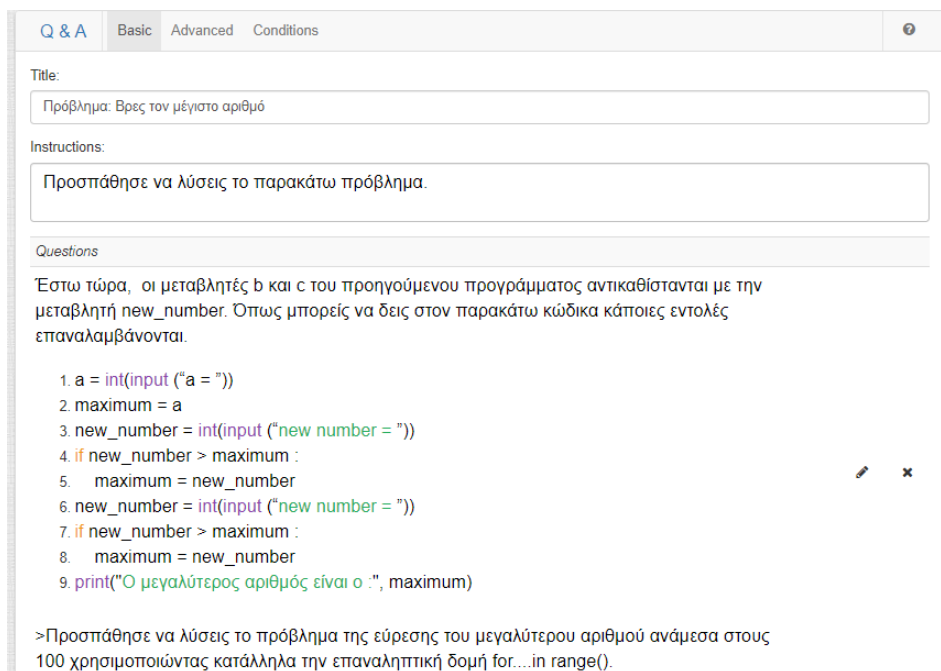 Q & A Basic Advanced Conditions
Title:
Πρόβλημα: Βρες τον μέγιστο αριθμό
Instructions:
Προσπάθησε να λύσεις το παρακάτω πρόβλημα.
Questions
Έστω τώρα, οι μεταβλητές b και c του προηγούμενου προγράμματος αντικαθίστανται με την
μεταβλητή new_number. Όπως μπορείς να δεις στον παρακάτω κώδικα κάποιες εντολές
επαναλαμβάνονται.
1. a = int(input (“a = ”))
2. maximum = a
3. new_number = int(input (“new number = ”))
4. if new_number > maximum :
5. maximum = new_number
6. new_number = int(input (“new number = ”))
7. if new_number > maximum :
8. maximum = new_number
9. print("Ο μεγαλύτερος αριθμός είναι ο :", maximum)
>Προσπάθησε να λύσεις το πρόβλημα της εύρεσης του μεγαλύτερου αριθμού ανάμεσα στους
100 χρησιμοποιώντας κατάλληλα την επαναληπτική δομή for....in range().